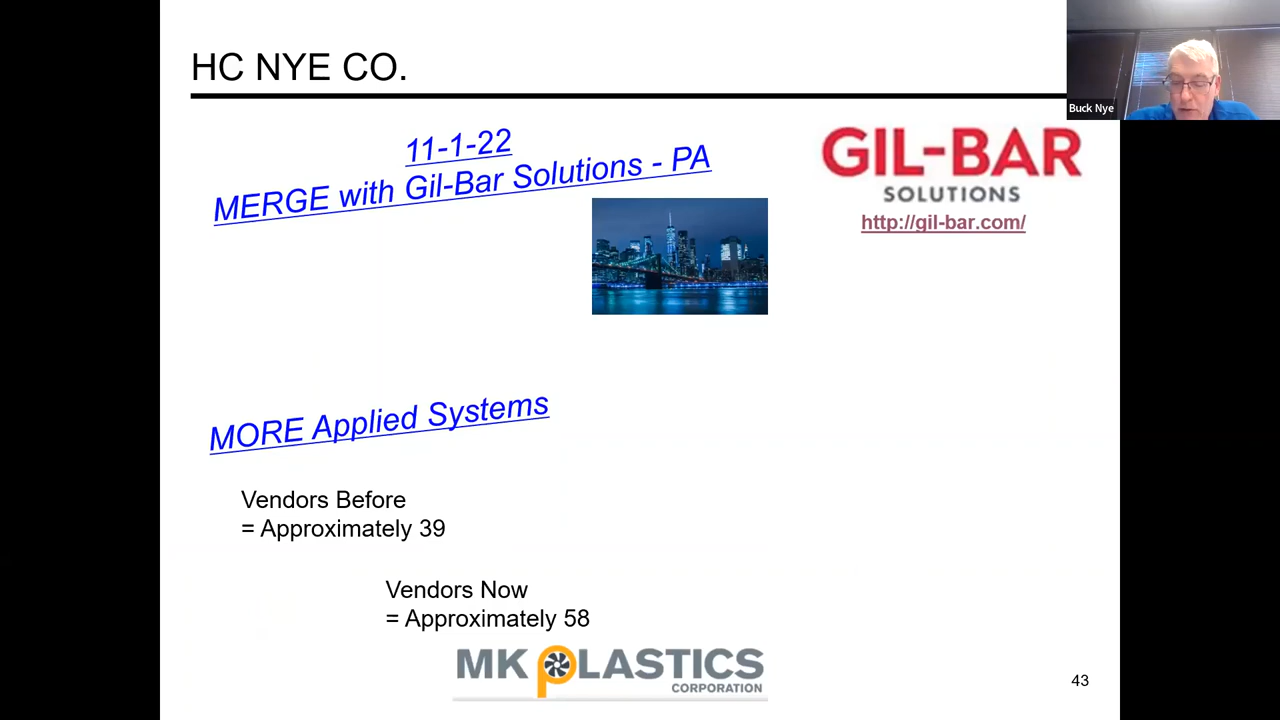 HC NYE CO.
Buck Nye
11-1-22
MERGE with Gil-Bar Solutions - PA
GIL-BAR
SOLUTIONS
http://gil-bar.com/
MORE Applied Systems
Vendors Before
= Approximately 39
Vendors Now
= Approximately 58
MK PLASTICS
CORPORATION
43